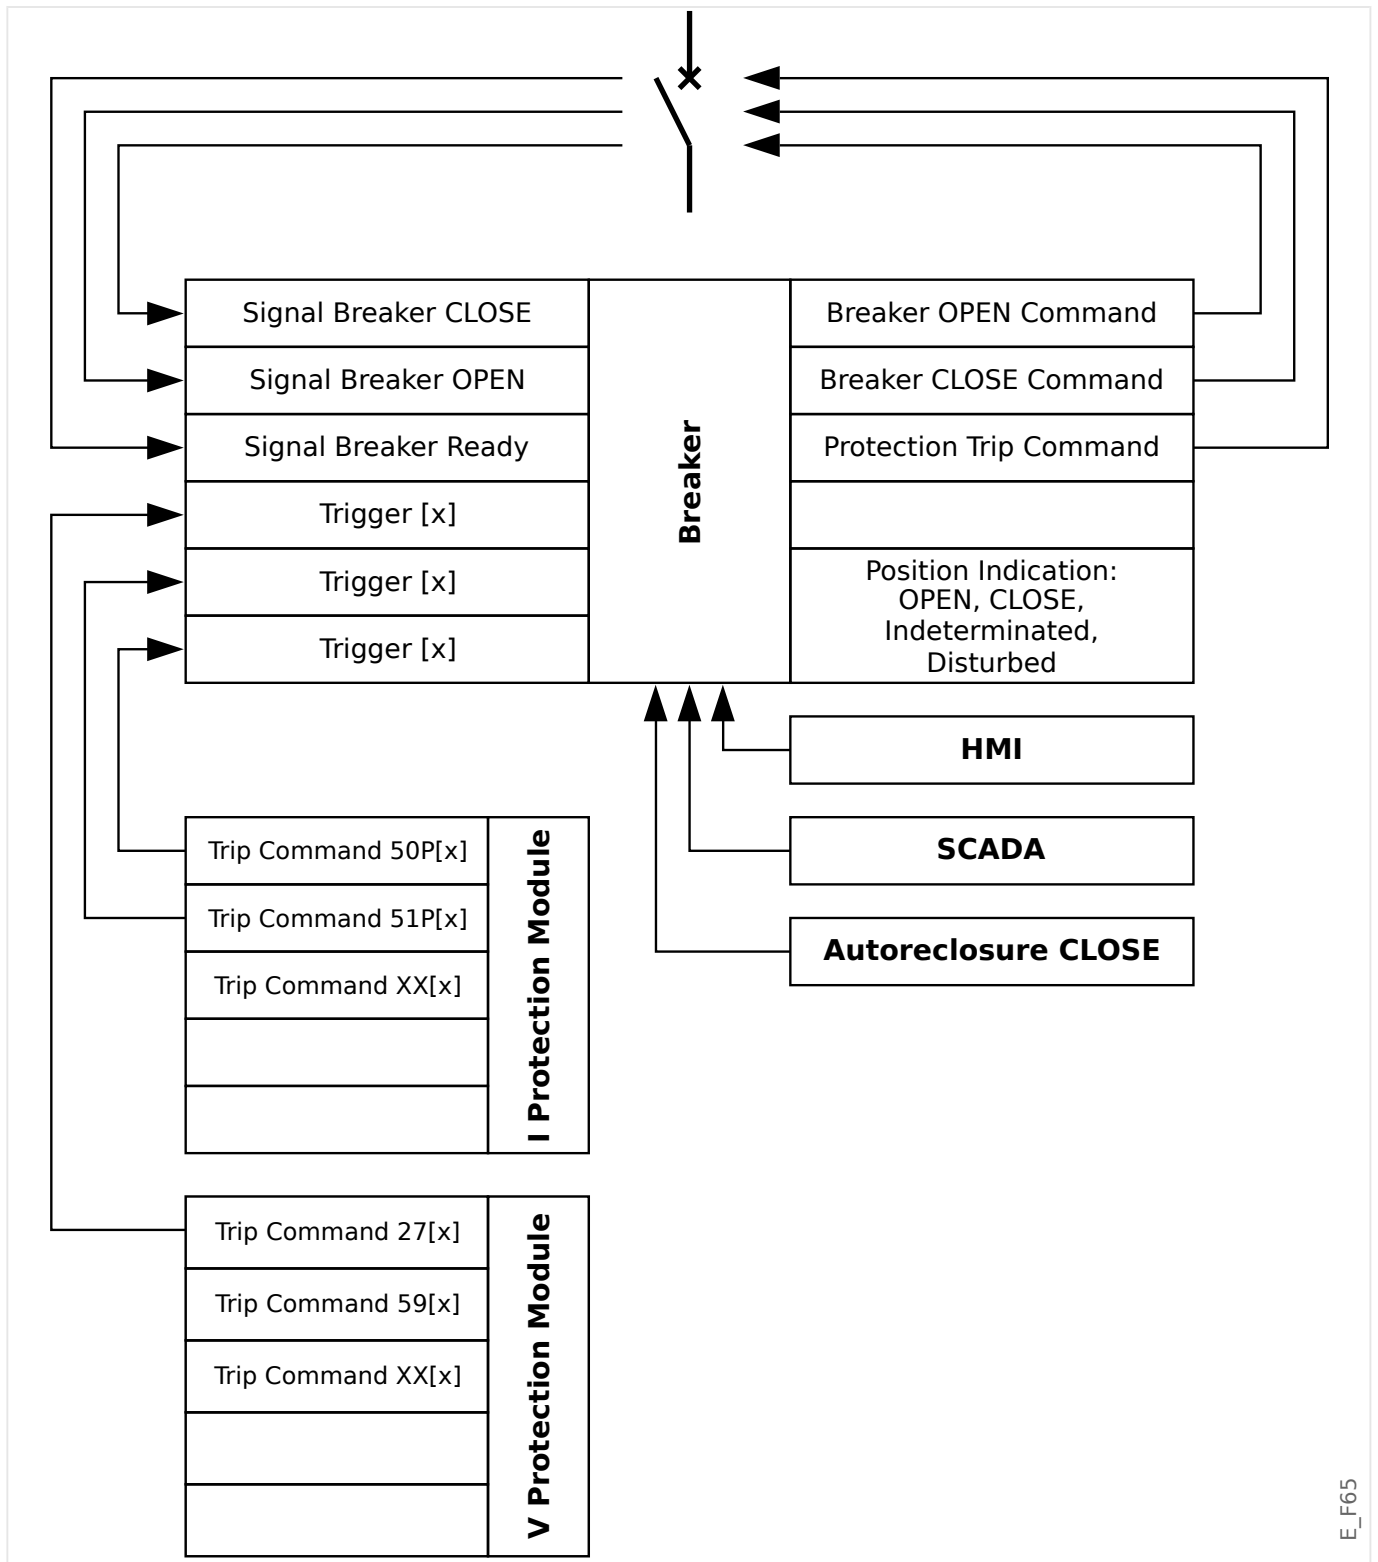 Signal Breaker CLOSE
Signal Breaker OPEN
Signal Breaker Ready
Trigger [x]
Trigger [x]
Trigger [x]
Breaker
Breaker OPEN Command
Breaker CLOSE Command
Protection Trip Command
Position Indication:
OPEN, CLOSE,
Indeterminated,
Disturbed
HMI
SCADA
Autoreclosure CLOSE
Trip Command 50P[x]
Trip Command 51P[x]
Trip Command XX[x]
I Protection Module
Trip Command 27[x]
Trip Command 59[x]
Trip Command XX[x]
V Protection Module
E_F65